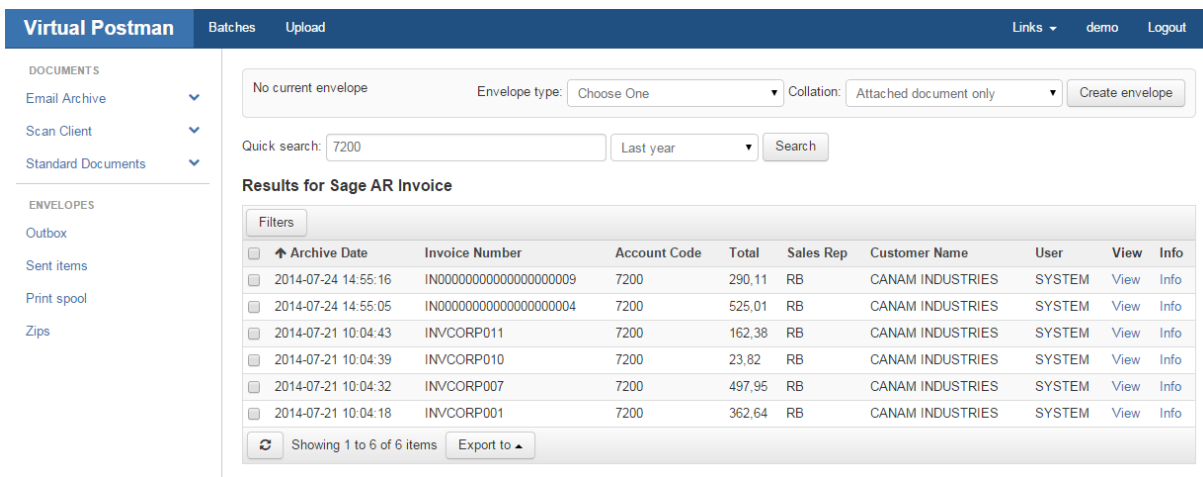 Virtual Postman Batches Upload Links demo Logout
DOCUMENTS
Email Archive
Scan Client
Standard Documents
ENVELOPES
Outbox
Sent items
Print spool
Zips
No current envelope Envelope type: Choose One Collation: Attached document only Create envelope
Quick search: 7200 Last year Search
Results for Sage AR Invoice
Filters
Archive Date Invoice Number Account Code Total Sales Rep Customer Name User View Info
2014-07-24 14:55:16 IN00000000000000000009 7200 290,11 RB CANAM INDUSTRIES SYSTEM View Info
2014-07-24 14:55:05 IN00000000000000000004 7200 525,01 RB CANAM INDUSTRIES SYSTEM View Info
2014-07-21 10:04:43 INVCORP011 7200 162,38 RB CANAM INDUSTRIES SYSTEM View Info
2014-07-21 10:04:39 INVCORP010 7200 23,82 RB CANAM INDUSTRIES SYSTEM View Info
2014-07-21 10:04:32 INVCORP007 7200 497,95 RB CANAM INDUSTRIES SYSTEM View Info
2014-07-21 10:04:18 INVCORP001 7200 362,64 RB CANAM INDUSTRIES SYSTEM View Info
Showing 1 to 6 of 6 items Export to